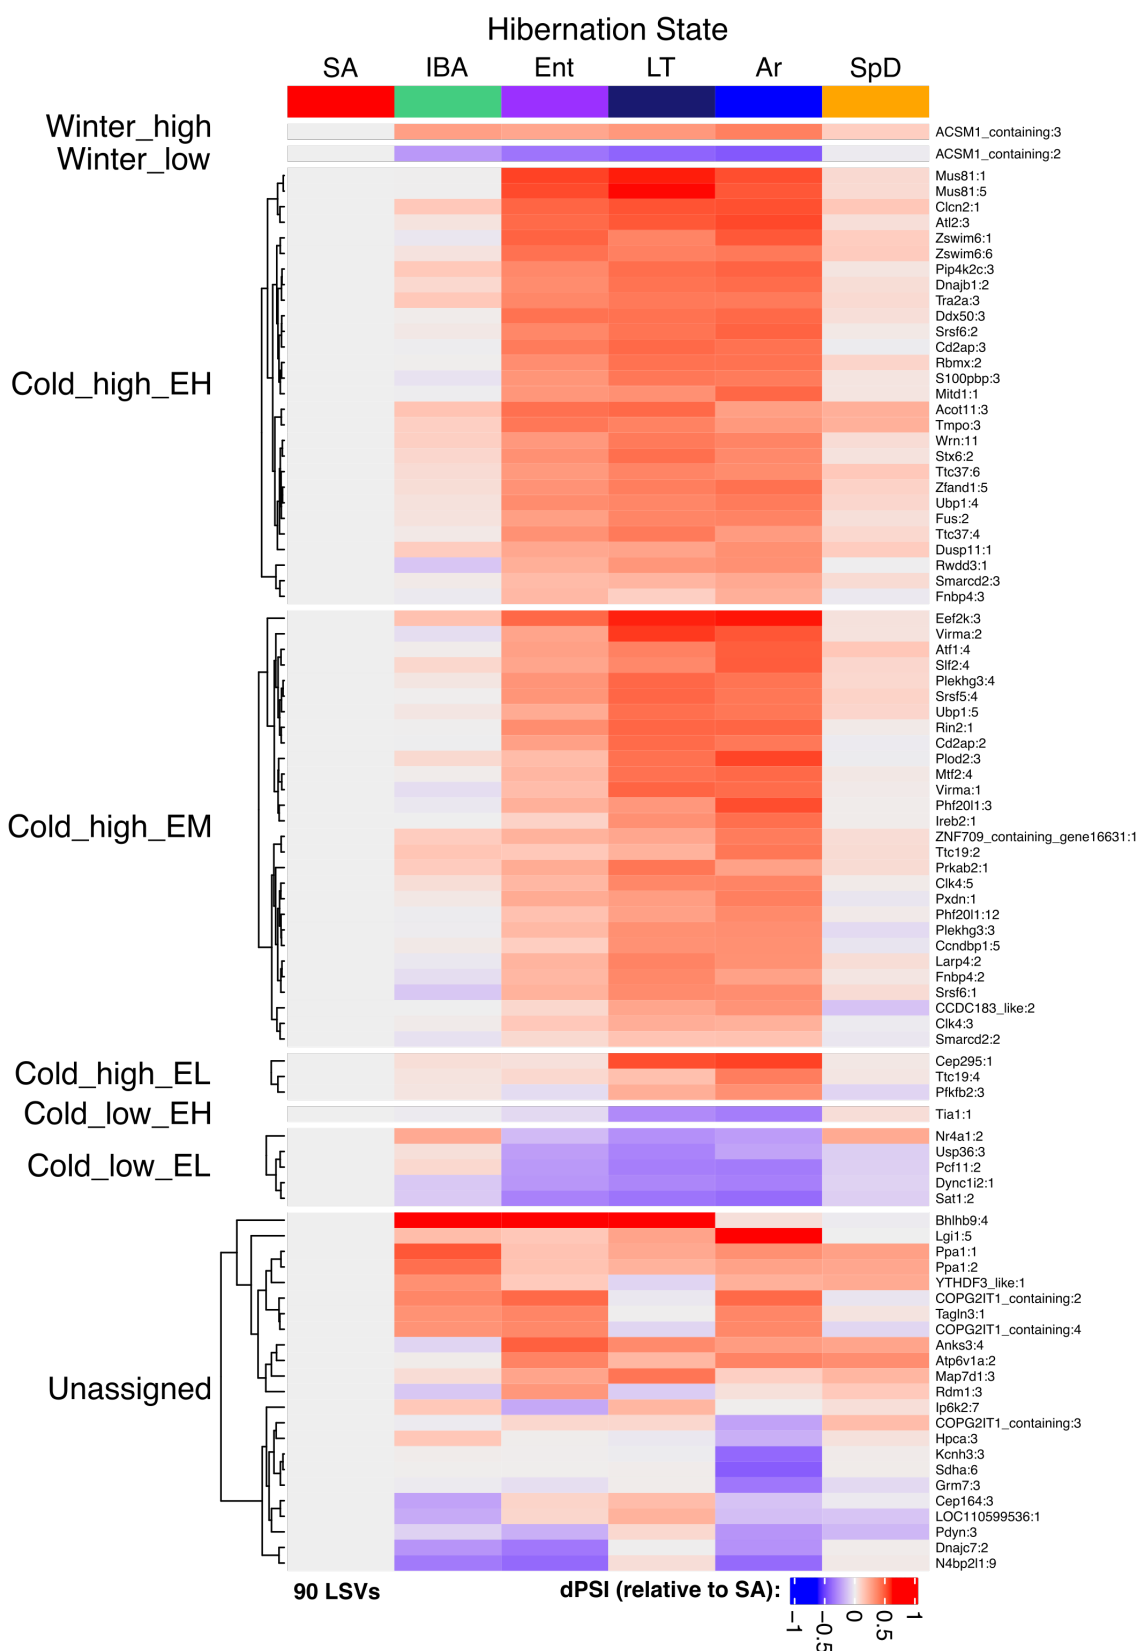 Hibernation State
SA IBA Ent LT Ar SpD
Winter_high
ACSM1_containing:3
Winter_low
ACSM1_containing:2
Cold_high_EH
Mus81:1
Mus81:5
Clcn2:1
Atl2:3
Zswim6:1
Zswim6:6
Pip4k2c:3
Dnajb1:2
Tra2a:3
Ddx50:3
Srsf6:2
Cd2ap:3
Rbmx:2
S100pbp:3
Mitd1:1
Acot11:3
Tmpo:3
Wrn:11
Stx6:2
Ttc37:6
Zfand1:5
Ubp1:4
Fus:2
Ttc37:4
Dusp11:1
Rwdd3:1
Smarcd2:3
Fnbp4:3
Cold_high_EM
Eef2k:3
Virma:2
Atf1:4
Slf2:4
Plekhg3:4
Srsf5:4
Ubp1:5
Rin2:1
Cd2ap:2
Plod2:3
Mtf2:4
Virma:1
Phf20l1:3
Ireb2:1
ZNF709_containing_gene16631:1
Ttc19:2
Prkab2:1
Clk4:5
Pxdn:1
Phf20l1:12
Plekhg3:3
Ccndbp1:5
Larp4:2
Fnbp4:2
Srsf6:1
CCDC183_like:2
Clk4:3
Smarcd2:2
Cold_high_EL
Cep295:1
Ttc19:4
Pfkfb2:3
Cold_low_EH
Tia1:1
Cold_low_EL
Nr4a1:2
Usp36:3
Pcf11:2
Dync1i2:1
Sat1:2
Unassigned
Bhlhb9:4
Lgi1:5
Ppa1:1
Ppa1:2
YTHDF3_like:1
COPG2IT1_containing:2
Tagln3:1
COPG2IT1_containing:4
Anks3:4
Atp6v1a:2
Map7d1:3
Rdm1:3
Ip6k2:7
COPG2IT1_containing:3
Hpca:3
Kcnh3:3
Sdha:6
Grm7:3
Cep164:3
LOC110599536:1
Pdyn:3
Dnajc7:2
N4bp2l1:9
90 LSVs
dPSI (relative to SA):
-1 -0.5 0 0.5 1